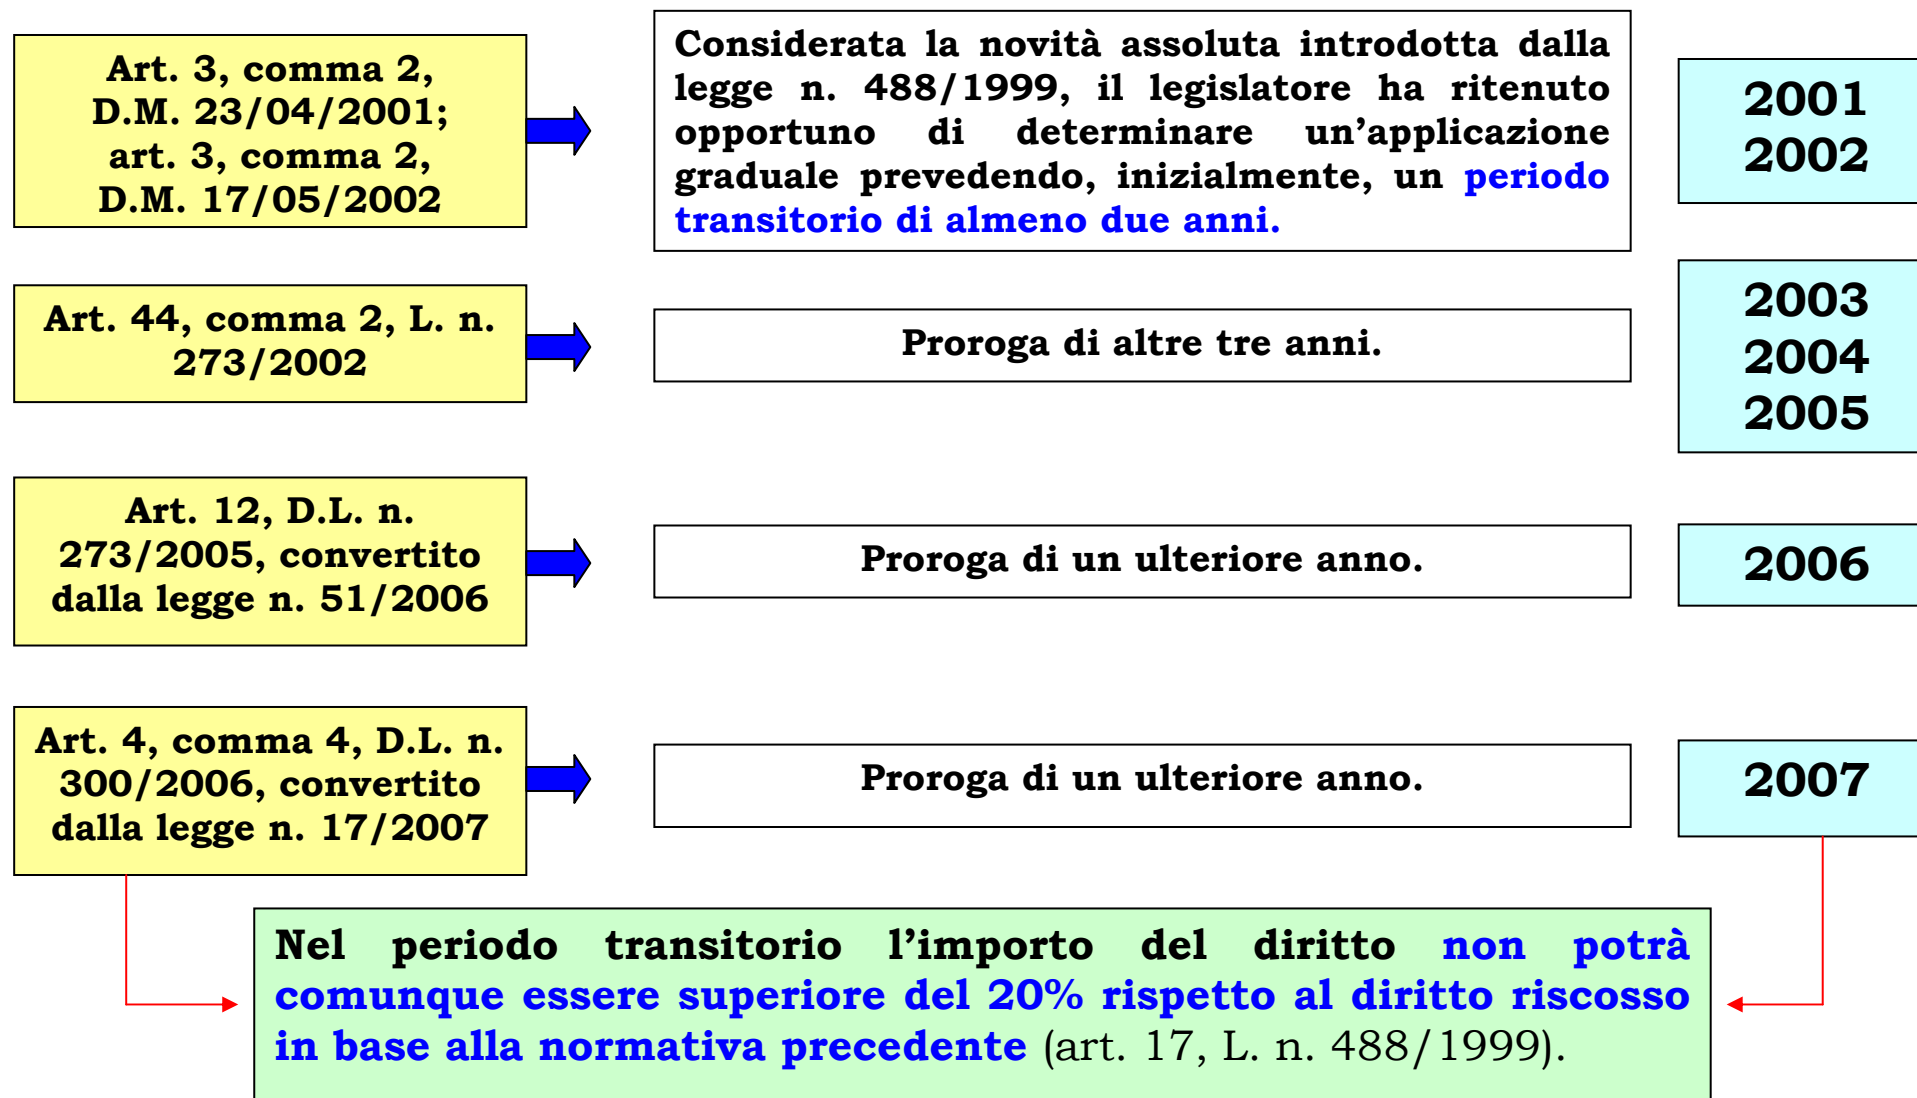 Art. 3, comma 2,
D.M. 23/04/2001;
art. 3, comma 2,
D.M. 17/05/2002
Considerata la novità assoluta introdotta dalla
legge n. 488/1999, il legislatore ha ritenuto
opportuno di determinare un’applicazione
graduale prevedendo, inizialmente, un periodo
transitorio di almeno due anni.
2001
2002
Art. 44, comma 2, L. n.
273/2002
Proroga di altre tre anni.
2003
2004
2005
Art. 12, D.L. n.
273/2005, convertito
dalla legge n. 51/2006
Proroga di un ulteriore anno.
2006
Art. 4, comma 4, D.L. n.
300/2006, convertito
dalla legge n. 17/2007
Proroga di un ulteriore anno.
2007
Nel periodo transitorio l’importo del diritto non potrà
comunque essere superiore del 20% rispetto al diritto riscosso
in base alla normativa precedente (art. 17, L. n. 488/1999).